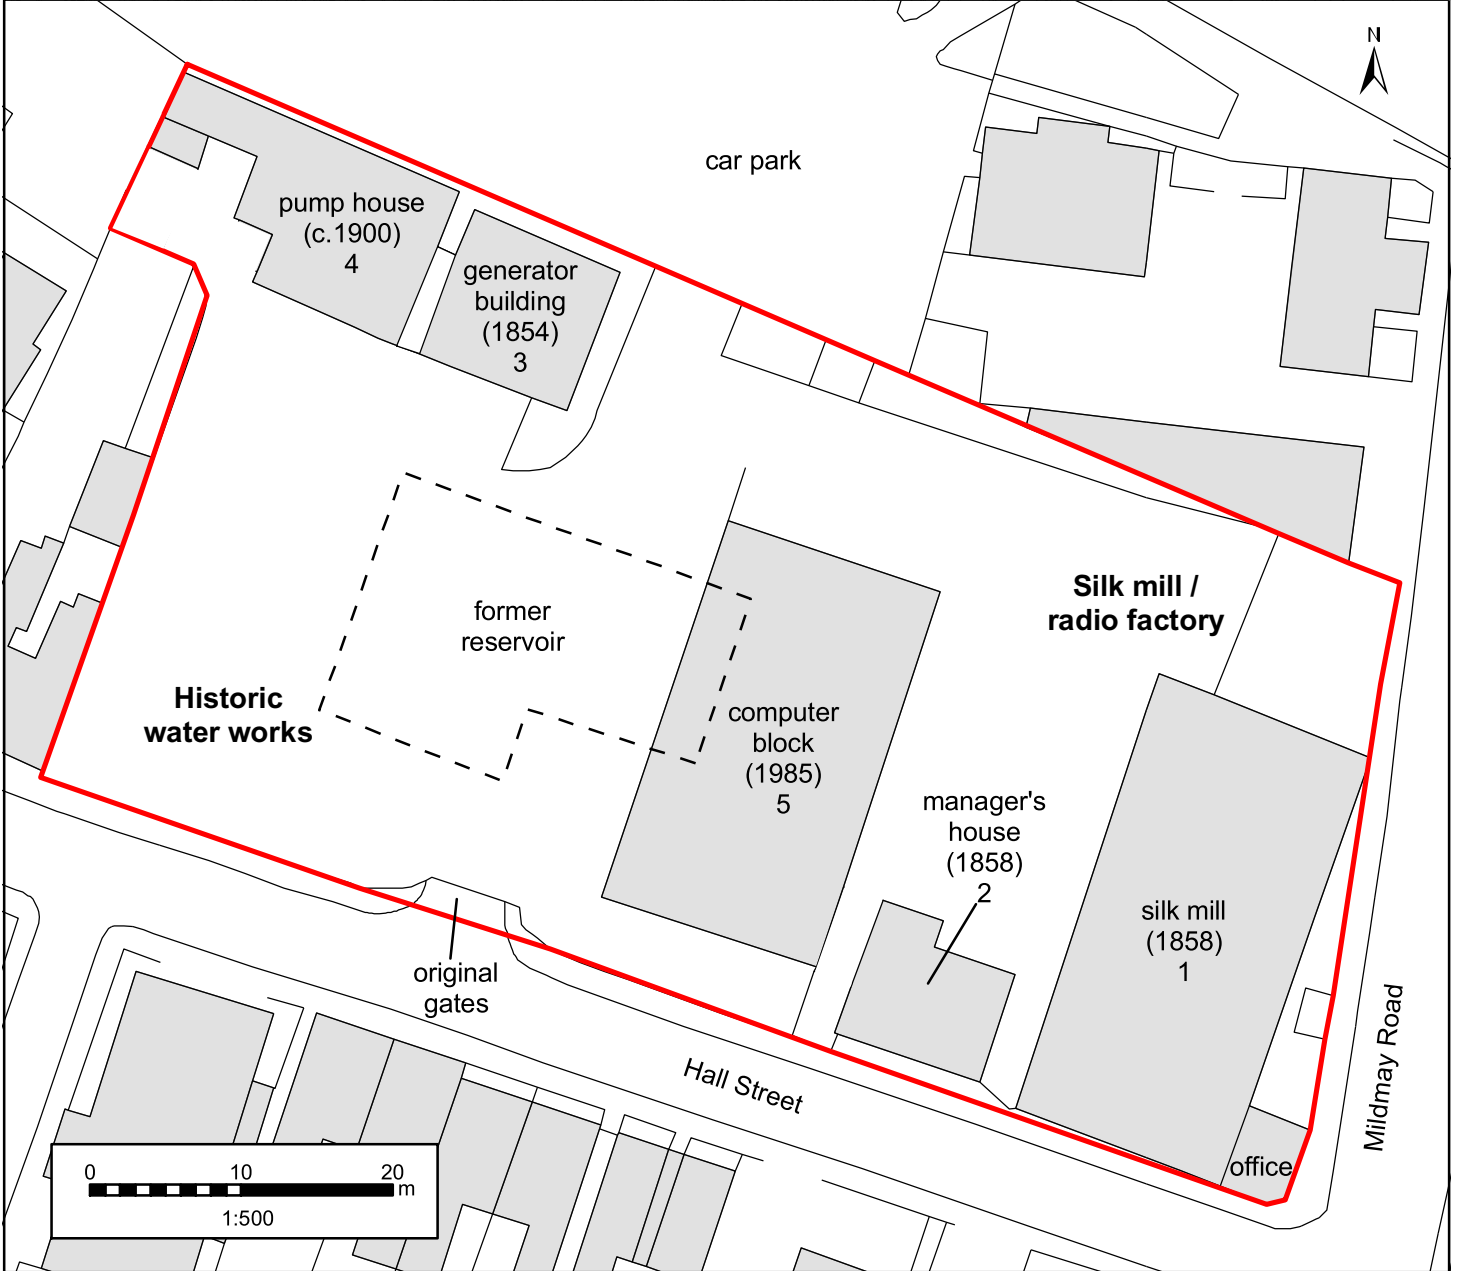 N
car park
pump house
(c.1900)
4
generator
building
(1854)
3
Silk mill /
radio factory
former
reservoir
Historic
water works
computer
block
(1985)
5
manager's
house
(1858)
2
silk mill
(1858)
1
original
gates
Hall Street
Mildmay Road
office
0 10 20
m
1:500